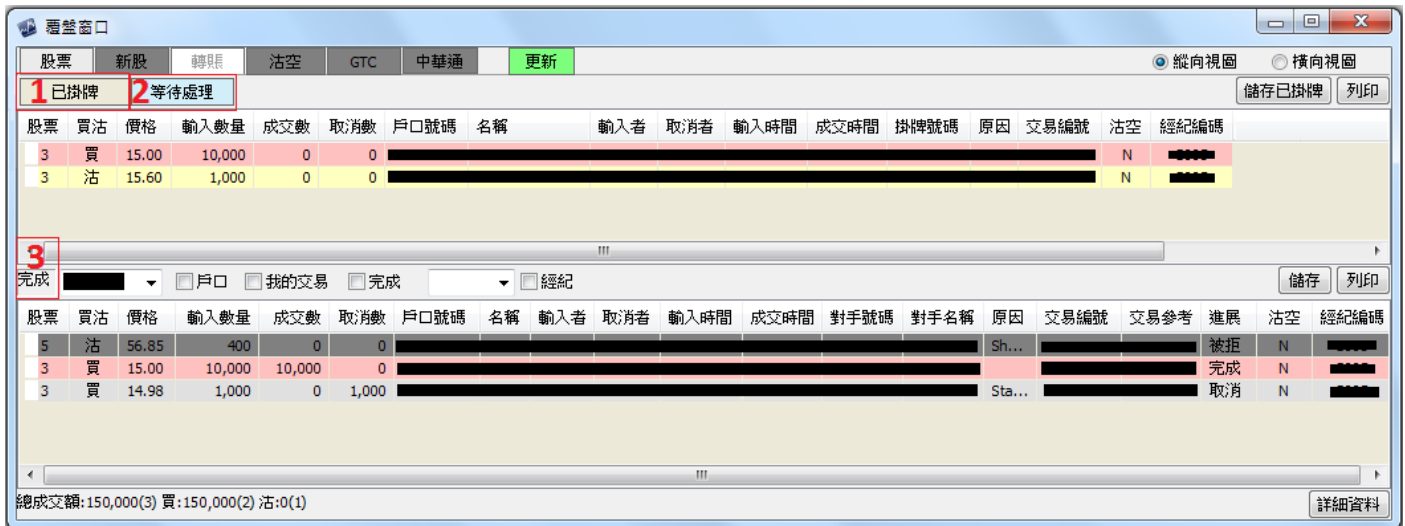 覆盤窗口
股票 新股 轉賬 沽空 GTC 中華通 更新 縱向視圖 橫向視圖
1 已掛牌 2 等待處理 儲存已掛牌 列印
股票 買沽 價格 輸入數量 成交數 取消數 戶口號碼 名稱 輸入者 取消者 輸入時間 成交時間 掛牌號碼 原因 交易編號 沽空 經紀編碼
3 買 15.00 10,000 0 0 N
3 沽 15.60 1,000 0 0 N
3
完成 戶口 我的交易 完成 經紀 儲存 列印
股票 買沽 價格 輸入數量 成交數 取消數 戶口號碼 名稱 輸入者 取消者 輸入時間 成交時間 對手號碼 對手名稱 原因 交易編號 交易參考 進展 沽空 經紀編碼
5 沽 56.85 400 0 0 Sh... 被拒 N
3 買 15.00 10,000 10,000 0 完成 N
3 買 14.98 1,000 0 1,000 Sta... 取消 N
總成交額:150,000(3) 買:150,000(2) 沽:0(1) 詳細資料